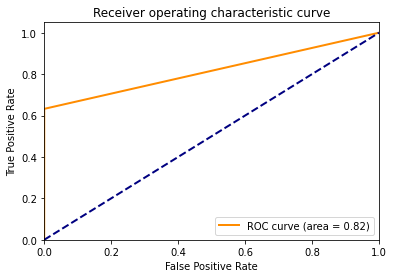 Receiver operating characteristic curve
True Positive Rate
1.0
0.8
0.6
0.4
0.2
0.0
ROC curve (area = 0.82)
0.0 0.2 0.4 0.6 0.8 1.0
False Positive Rate